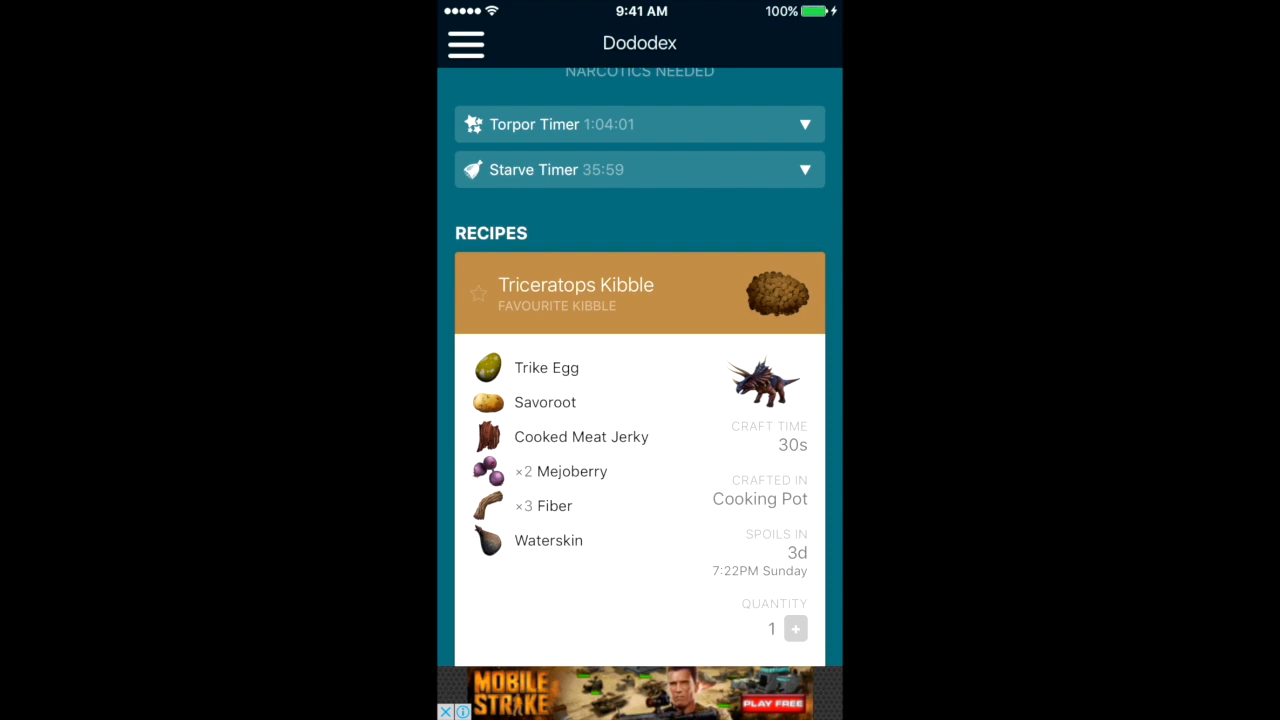 9:41 AM
100%
Dododex
NARCOTICS NEEDED
Torpor Timer 1:04:01
Starve Timer 35:59
RECIPES
Triceratops Kibble
FAVOURITE KIBBLE
Trike Egg
Savoroot
Cooked Meat Jerky
×2 Mejoberry
×3 Fiber
Waterskin
CRAFT TIME
30s
CRAFTED IN
Cooking Pot
SPOILS IN
3d
7:22PM Sunday
QUANTITY
1 +
MOBILE
STRIKE
PLAY FREE